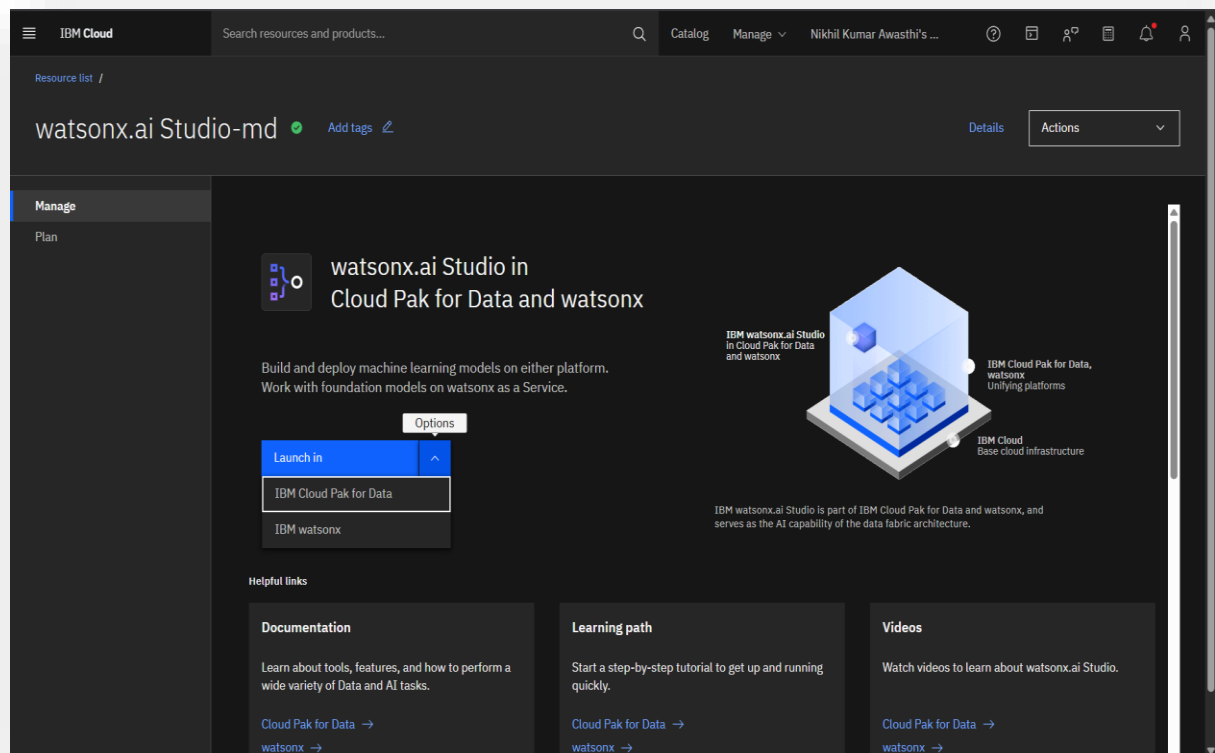 IBM Cloud
Search resources and products...
Catalog
Manage
Nikhil Kumar Awasthi's ...
Resource list /
watsonx.ai Studio-md
Add tags
Details
Actions
Manage
Plan
watsonx.ai Studio in
Cloud Pak for Data and watsonx
Build and deploy machine learning models on either platform.
Work with foundation models on watsonx as a Service.
Options
Launch in
IBM Cloud Pak for Data
IBM watsonx
IBM watsonx.ai Studio
in Cloud Pak for Data
and watsonx
IBM Cloud Pak for Data,
watsonx
Unifying platforms
IBM Cloud
Base cloud infrastructure
IBM watsonx.ai Studio is part of IBM Cloud Pak for Data and watsonx, and
serves as the AI capability of the data fabric architecture.
Helpful links
Documentation
Learn about tools, features, and how to perform a
wide variety of Data and AI tasks.
Cloud Pak for Data →
watsonx →
Learning path
Start a step-by-step tutorial to get up and running
quickly.
Cloud Pak for Data →
watsonx →
Videos
Watch videos to learn about watsonx.ai Studio.
Cloud Pak for Data →
watsonx →